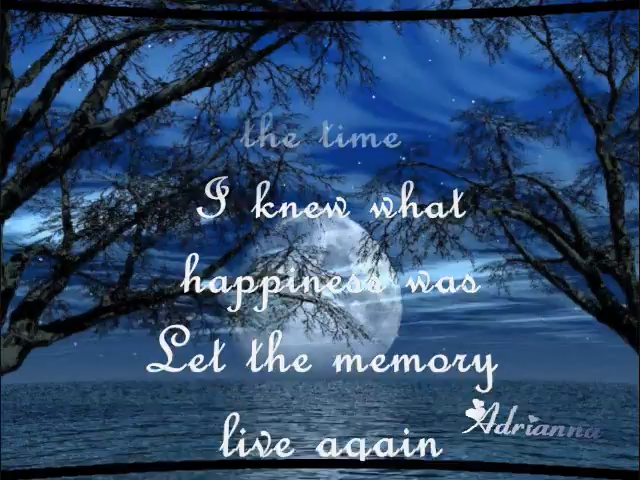 the time
I knew what
happiness was
Let the memory
live again
Adrianna